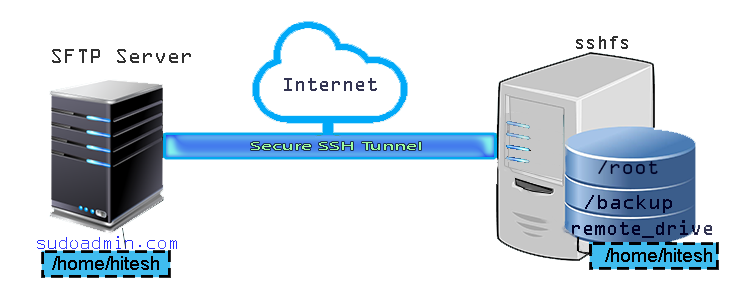 SFTP Server
Internet
sshfs
Secure SSH Tunnel
/root
/backup
remote_drive
/home/hitesh
sudoadmin.com
/home/hitesh